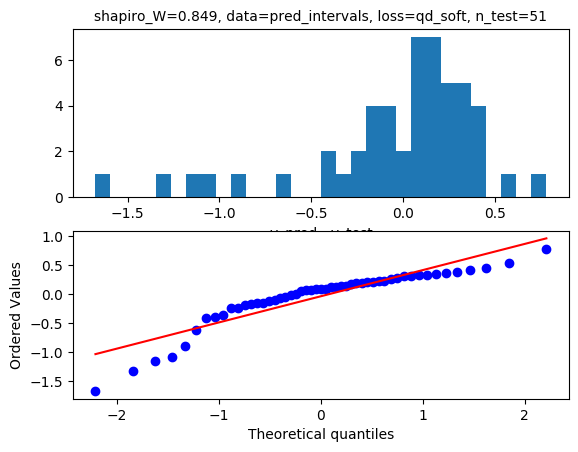 shapiro_W=0.849, data=pred_intervals, loss=qd_soft, n_test=51
6
4
2
0
−1.5 −1.0 −0.5 0.0 0.5
1.0
0.5
0.0
−0.5
−1.0
−1.5
Ordered Values
−2 −1 0 1 2
Theoretical quantiles